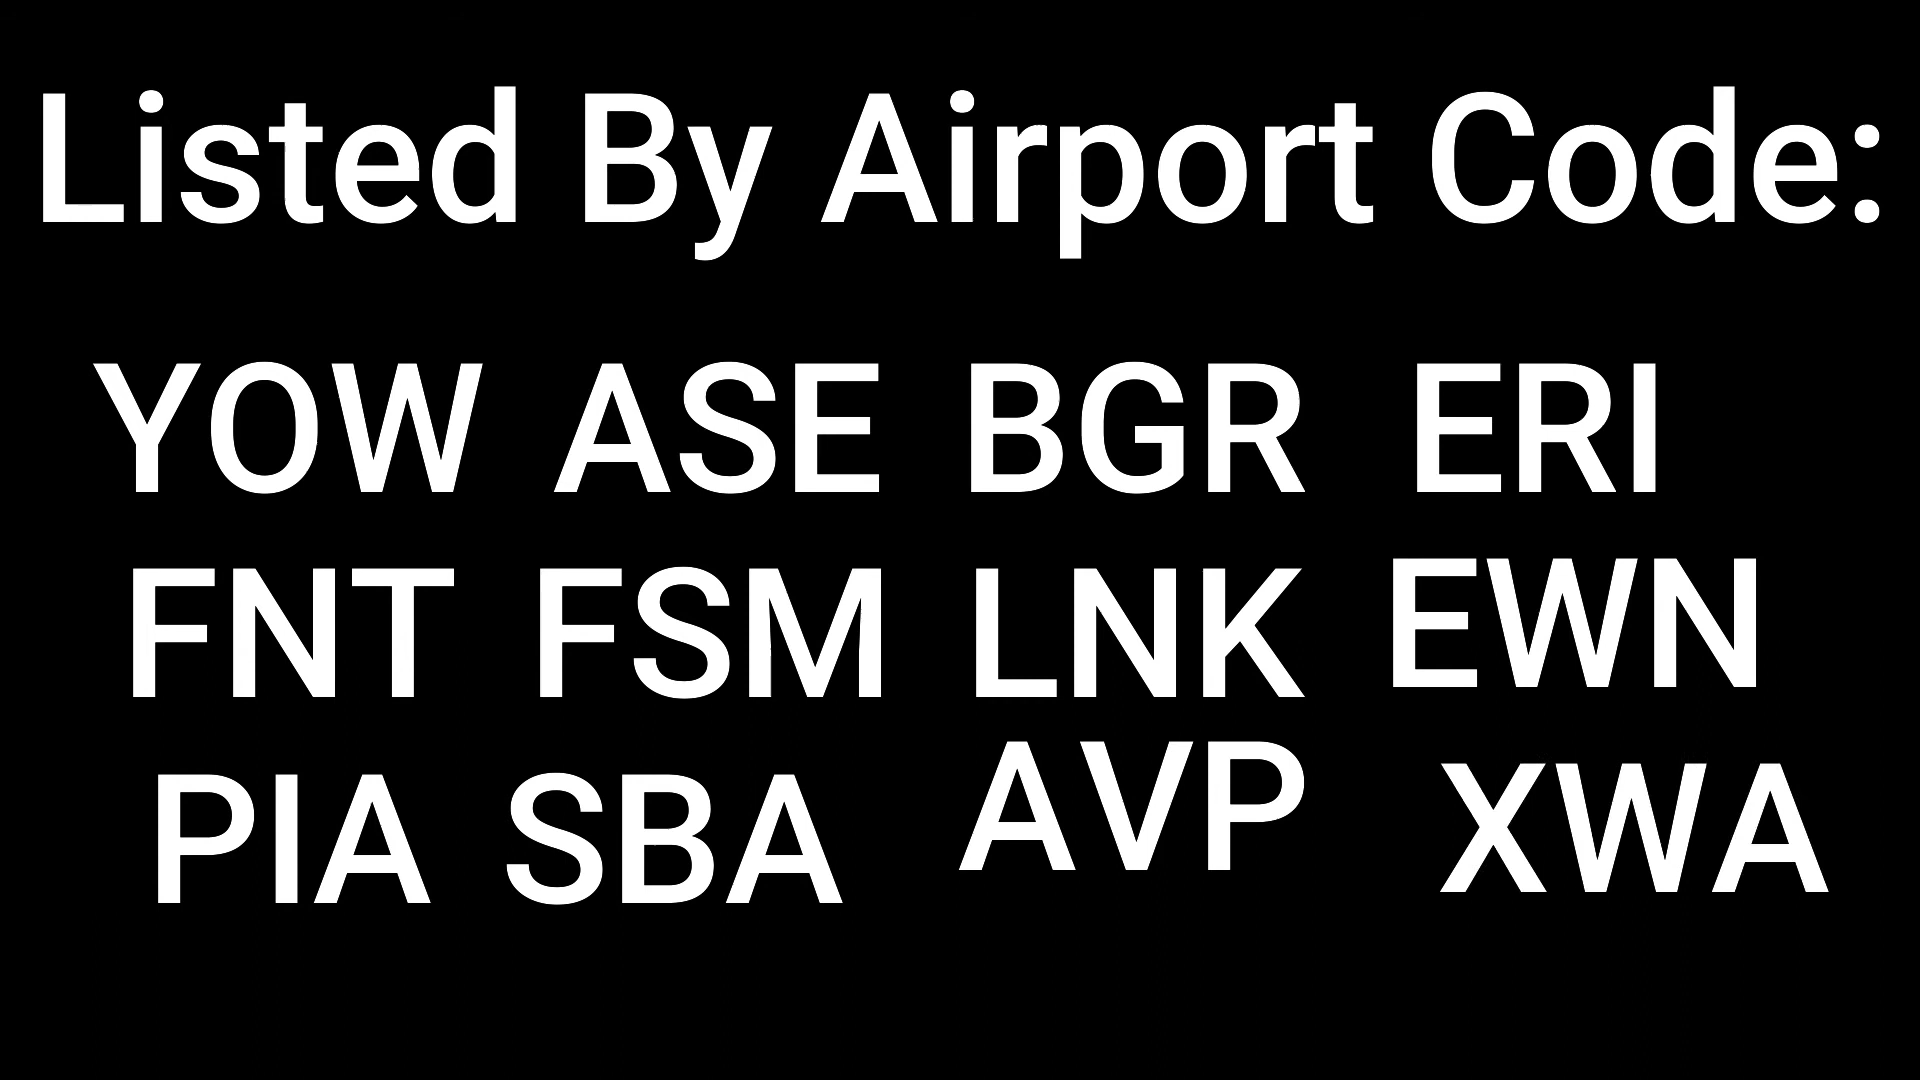 Listed By Airport Code:
YOW ASE BGR ERI
FNT FSM LNK EWN
PIA SBA AVP XWA